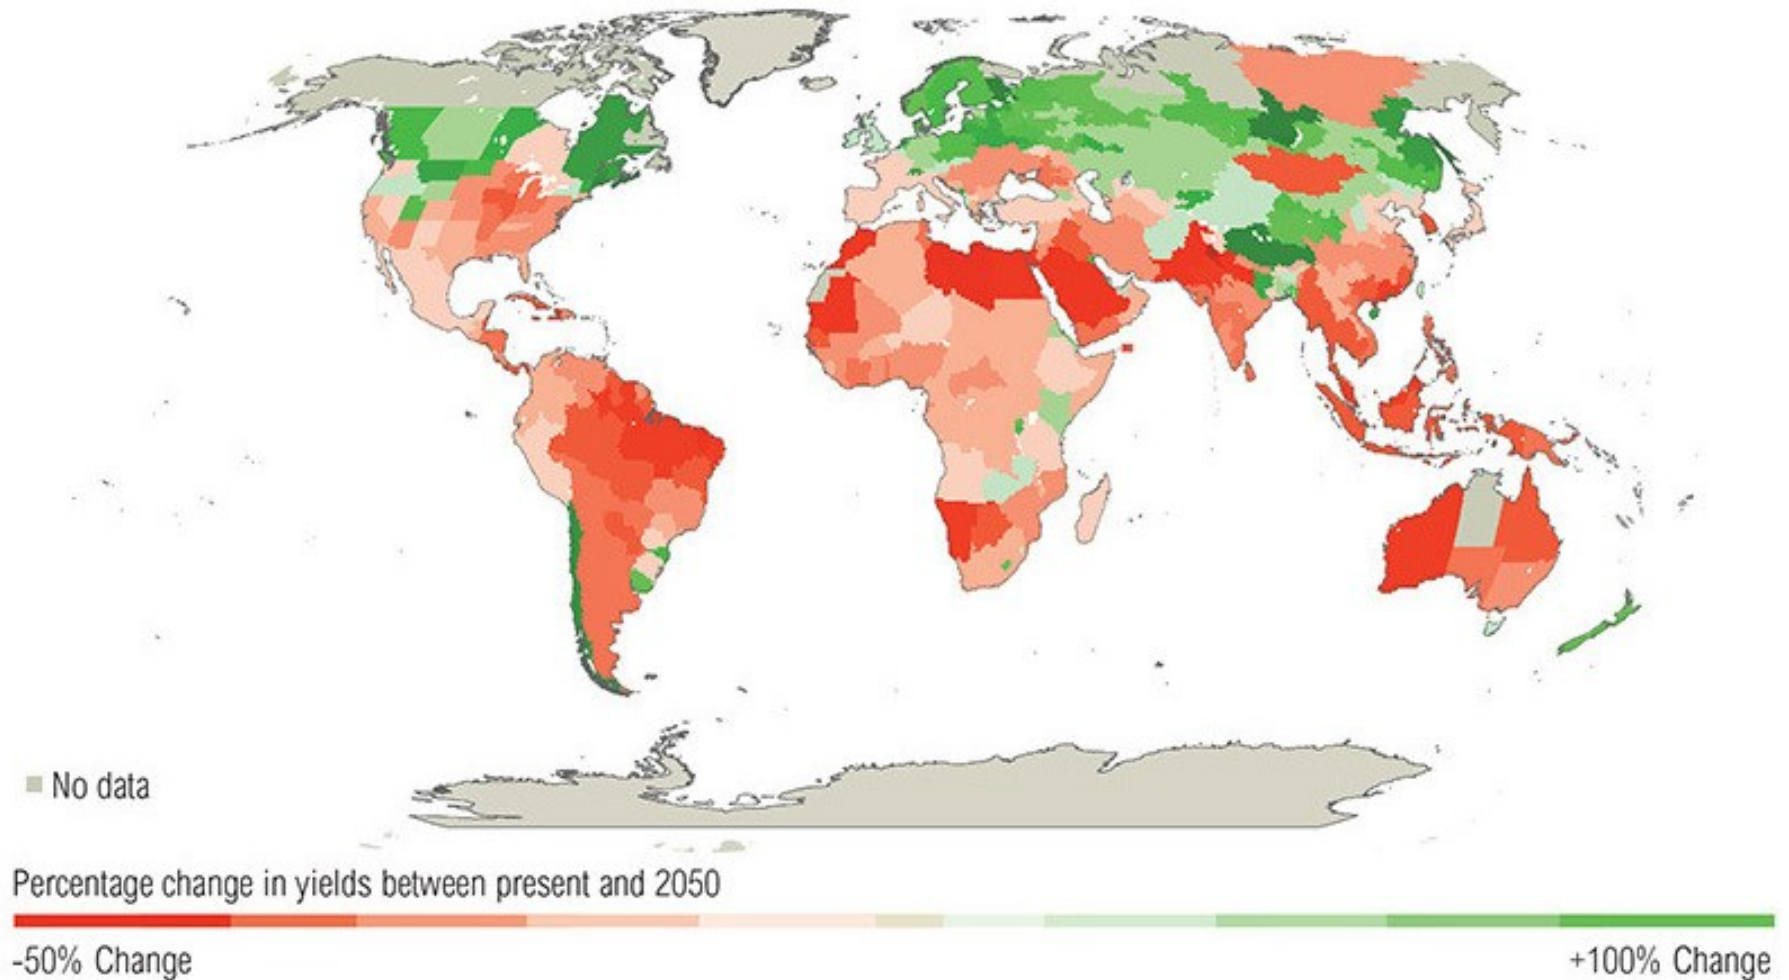 No data
Percentage change in yields between present and 2050
-50% Change
+100% Change